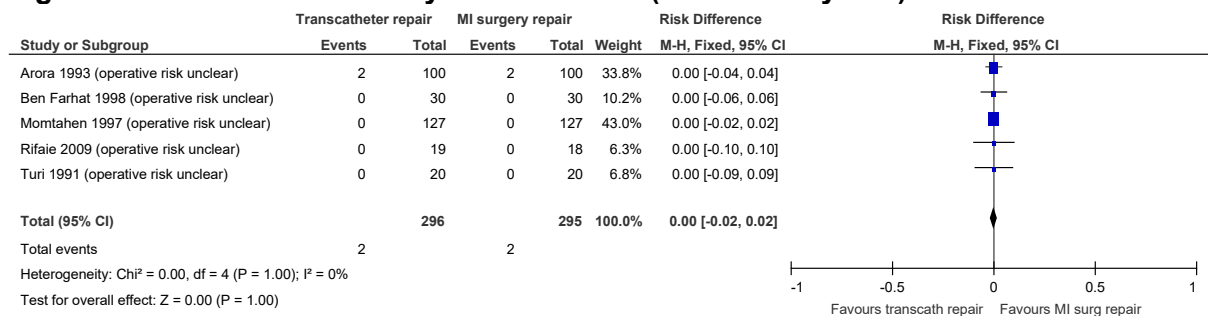 Transcatheter repair MI surgery repair Risk Difference Risk Difference
Study or Subgroup Events Total Events Total Weight M-H, Fixed, 95% CI M-H, Fixed, 95% CI
Arora 1993 (operative risk unclear) 2 100 2 100 33.8% 0.00 [-0.04, 0.04]
Ben Farhat 1998 (operative risk unclear) 0 30 0 30 10.2% 0.00 [-0.06, 0.06]
Momtahen 1997 (operative risk unclear) 0 127 0 127 43.0% 0.00 [-0.02, 0.02]
Rifaie 2009 (operative risk unclear) 0 19 0 18 6.3% 0.00 [-0.10, 0.10]
Turi 1991 (operative risk unclear) 0 20 0 20 6.8% 0.00 [-0.09, 0.09]
Total (95% CI) 296 295 100.0% 0.00 [-0.02, 0.02]
Total events 2 2
Heterogeneity: Chi² = 0.00, df = 4 (P = 1.00); I² = 0%
Test for overall effect: Z = 0.00 (P = 1.00)
-1 -0.5 0 0.5 1
Favours transcath repair Favours MI surg repair